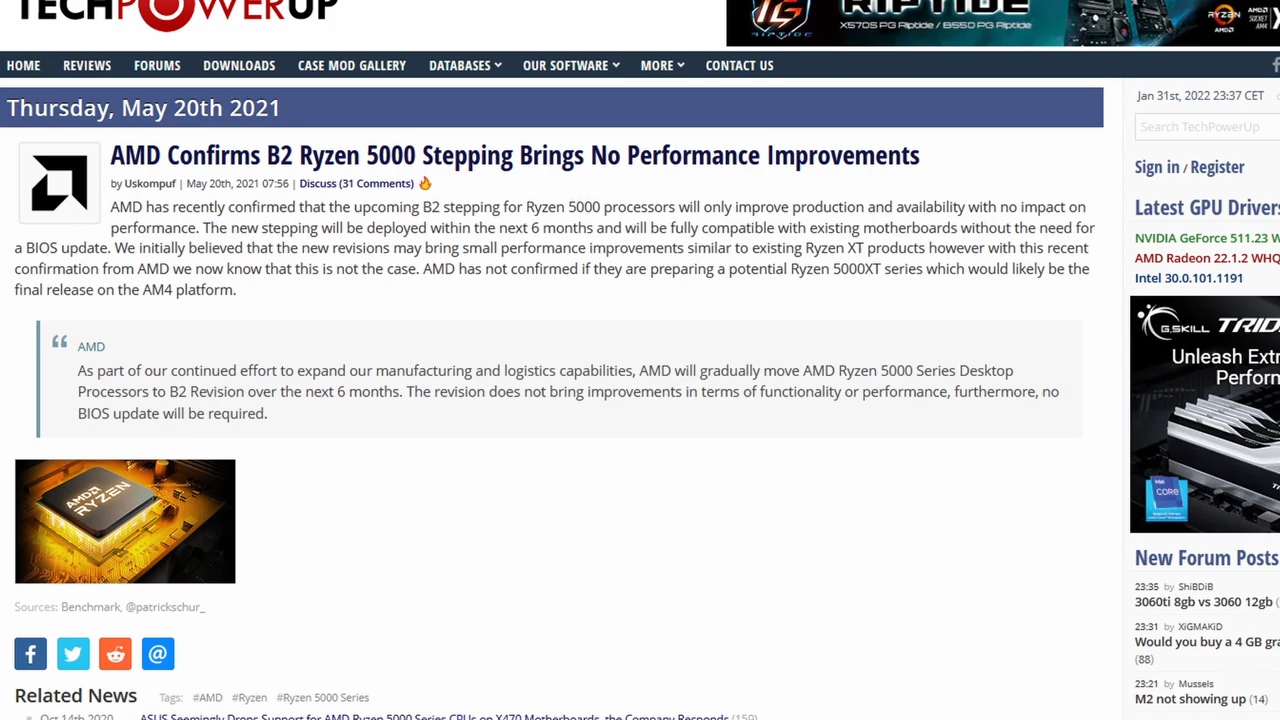 TECHPOWERUP
RIPTIDE
X570S PG Riptide / B550 PG Riptide
RIPTIDE
RYZEN
AMD
AMD
SOCKET
AM4
HOME
REVIEWS
FORUMS
DOWNLOADS
CASE MOD GALLERY
DATABASES
OUR SOFTWARE
MORE
CONTACT US
Thursday, May 20th 2021
AMD Confirms B2 Ryzen 5000 Stepping Brings No Performance Improvements
by Uskompuf | May 20th, 2021 07:56 | Discuss (31 Comments)
AMD has recently confirmed that the upcoming B2 stepping for Ryzen 5000 processors will only improve production and availability with no impact on
performance. The new stepping will be deployed within the next 6 months and will be fully compatible with existing motherboards without the need for
a BIOS update. We initially believed that the new revisions may bring small performance improvements similar to existing Ryzen XT products however with this recent
confirmation from AMD we now know that this is not the case. AMD has not confirmed if they are preparing a potential Ryzen 5000XT series which would likely be the
final release on the AM4 platform.
“ AMD
As part of our continued effort to expand our manufacturing and logistics capabilities, AMD will gradually move AMD Ryzen 5000 Series Desktop
Processors to B2 Revision over the next 6 months. The revision does not bring improvements in terms of functionality or performance, furthermore, no
BIOS update will be required.
AMD
RYZEN
Sources: Benchmark, @patrickschur_
Related News
Tags: #AMD #Ryzen #Ryzen 5000 Series
Oct 14th 2020 ASUS Seemingly Drops Support for AMD Ryzen 5000 Series CPUs on X470 Motherboards, the Company Responds (159)
Jan 31st, 2022 23:37 CET
Search TechPowerUp
Sign in / Register
Latest GPU Drivers
NVIDIA GeForce 511.23 W
AMD Radeon 22.1.2 WHQ
Intel 30.0.101.1191
G.SKILL TRID
Unleash Extr
Perform
intel
CORE
New Forum Posts
23:35 by ShiBDiB
3060ti 8gb vs 3060 12gb
23:31 by XiGMAKiD
Would you buy a 4 GB gra
(88)
23:21 by Mussels
M2 not showing up (14)